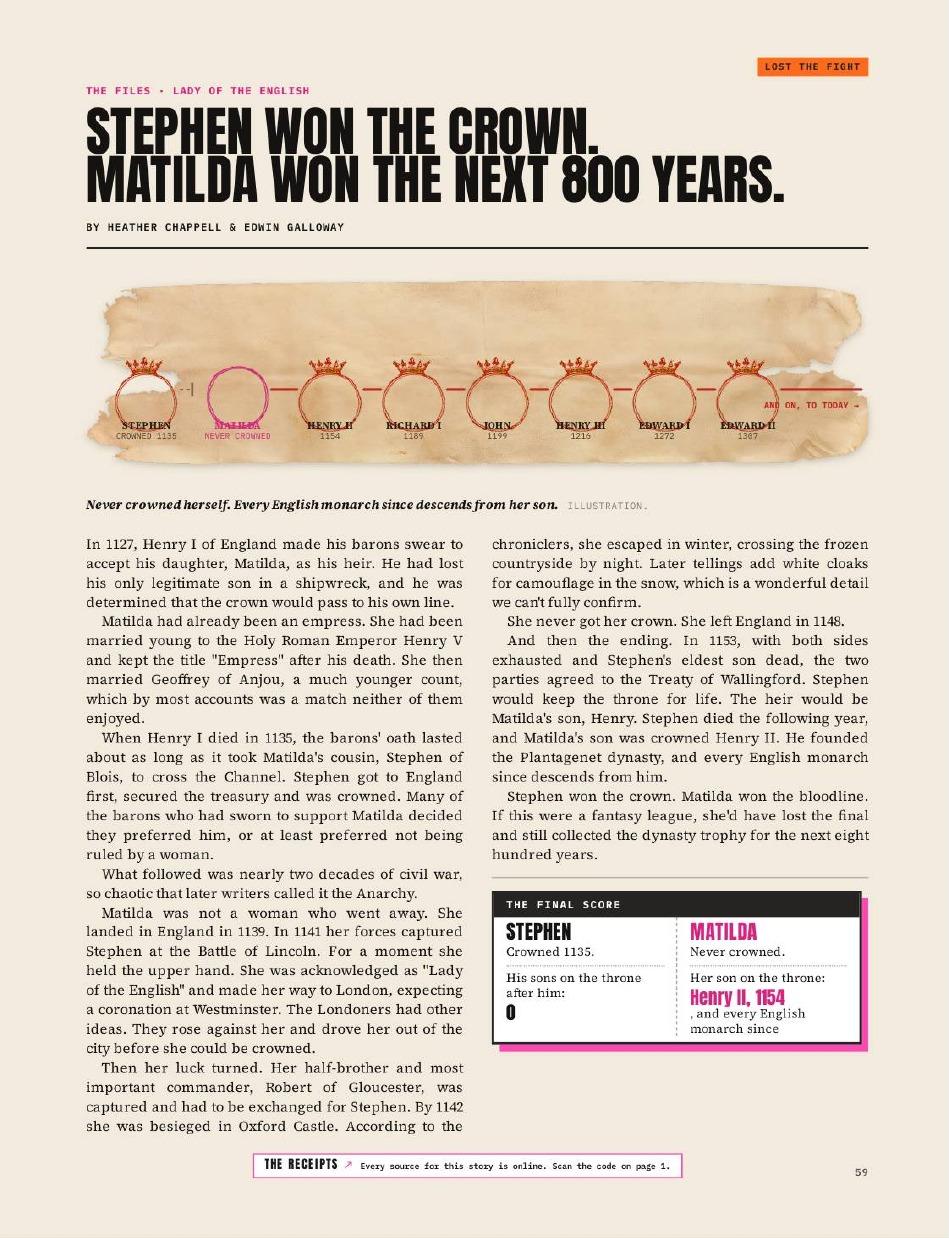 LOST THE FIGHT
THE FILES • LADY OF THE ENGLISH
STEPHEN WON THE CROWN.
MATILDA WON THE NEXT 800 YEARS.
BY HEATHER CHAPPELL & EDWIN GALLOWAY
AND ON, TO TODAY →
STEPHEN MATILDA HENRY II RICHARD I JOHN HENRY III EDWARD I EDWARD II
CROWNED 1135 NEVER CROWNED 1154 1189 1199 1216 1272 1307
Never crowned herself. Every English monarch since descends from her son. ILLUSTRATION.
In 1127, Henry I of England made his barons swear to
accept his daughter, Matilda, as his heir. He had lost
his only legitimate son in a shipwreck, and he was
determined that the crown would pass to his own line.
Matilda had already been an empress. She had been
married young to the Holy Roman Emperor Henry V
and kept the title "Empress" after his death. She then
married Geoffrey of Anjou, a much younger count,
which by most accounts was a match neither of them
enjoyed.
When Henry I died in 1135, the barons' oath lasted
about as long as it took Matilda's cousin, Stephen of
Blois, to cross the Channel. Stephen got to England
first, secured the treasury and was crowned. Many of
the barons who had sworn to support Matilda decided
they preferred him, or at least preferred not being
ruled by a woman.
What followed was nearly two decades of civil war,
so chaotic that later writers called it the Anarchy.
Matilda was not a woman who went away. She
landed in England in 1139. In 1141 her forces captured
Stephen at the Battle of Lincoln. For a moment she
held the upper hand. She was acknowledged as "Lady
of the English" and made her way to London, expecting
a coronation at Westminster. The Londoners had other
ideas. They rose against her and drove her out of the
city before she could be crowned.
Then her luck turned. Her half-brother and most
important commander, Robert of Gloucester, was
captured and had to be exchanged for Stephen. By 1142
she was besieged in Oxford Castle. According to the
chroniclers, she escaped in winter, crossing the frozen
countryside by night. Later tellings add white cloaks
for camouflage in the snow, which is a wonderful detail
we can't fully confirm.
She never got her crown. She left England in 1148.
And then the ending. In 1153, with both sides
exhausted and Stephen's eldest son dead, the two
parties agreed to the Treaty of Wallingford. Stephen
would keep the throne for life. The heir would be
Matilda's son, Henry. Stephen died the following year,
and Matilda's son was crowned Henry II. He founded
the Plantagenet dynasty, and every English monarch
since descends from him.
Stephen won the crown. Matilda won the bloodline.
If this were a fantasy league, she'd have lost the final
and still collected the dynasty trophy for the next eight
hundred years.
THE FINAL SCORE
STEPHEN
Crowned 1135.
His sons on the throne
after him:
0
MATILDA
Never crowned.
Her son on the throne:
Henry II, 1154
, and every English
monarch since
THE RECEIPTS ↗ Every source for this story is online. Scan the code on page 1.
59